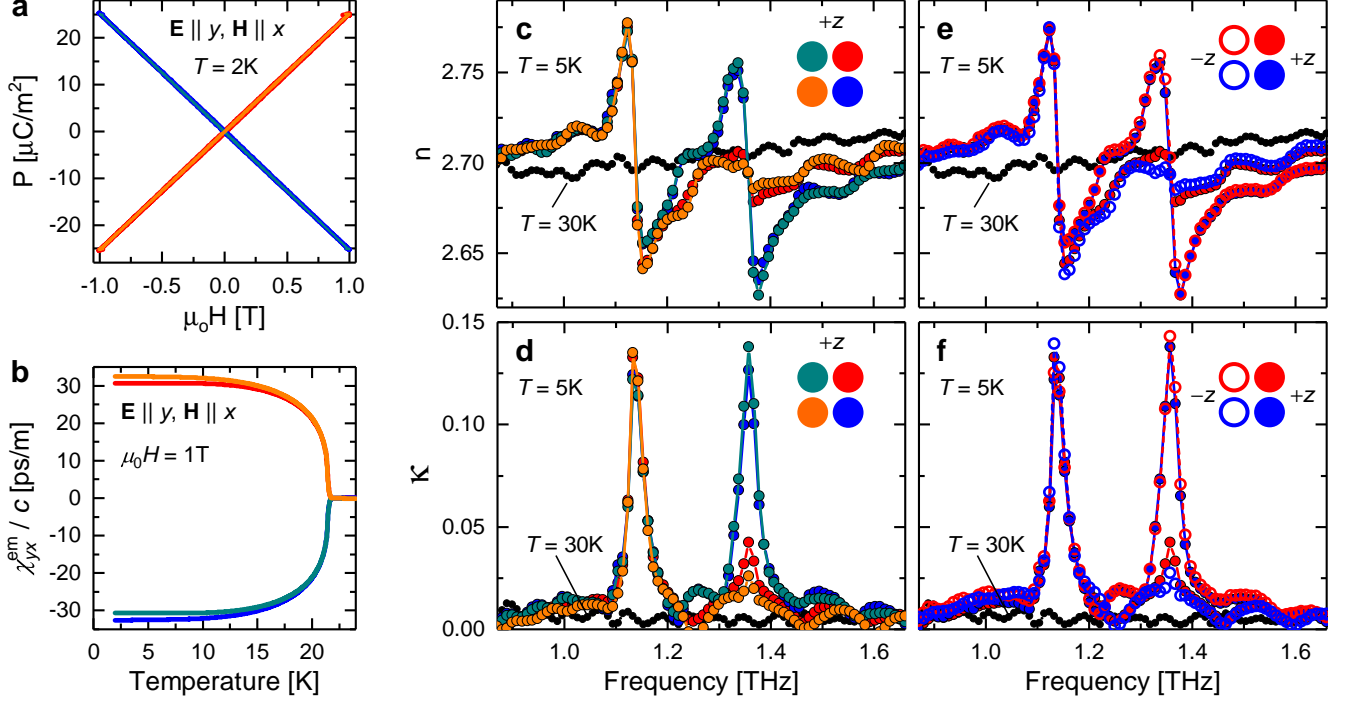 a
E || y, H || x
T = 2K
P [μC/m²]
20
10
0
-10
-20
-1.0 -0.5 0.0 0.5 1.0
μ₀H [T]
b
E || y, H || x
μ₀H = 1T
χᵉᵐyx / c [ps/m]
30
20
10
0
-10
-20
-30
0 5 10 15 20
Temperature [K]
c
+z
T = 5K
n
2.75
2.70
2.65
T = 30K
d
+z
T = 5K
κ
0.15
0.10
0.05
0.00
T = 30K
1.0 1.2 1.4 1.6
Frequency [THz]
e
T = 5K
−z +z
T = 30K
f
T = 5K
−z +z
T = 30K
1.0 1.2 1.4 1.6
Frequency [THz]